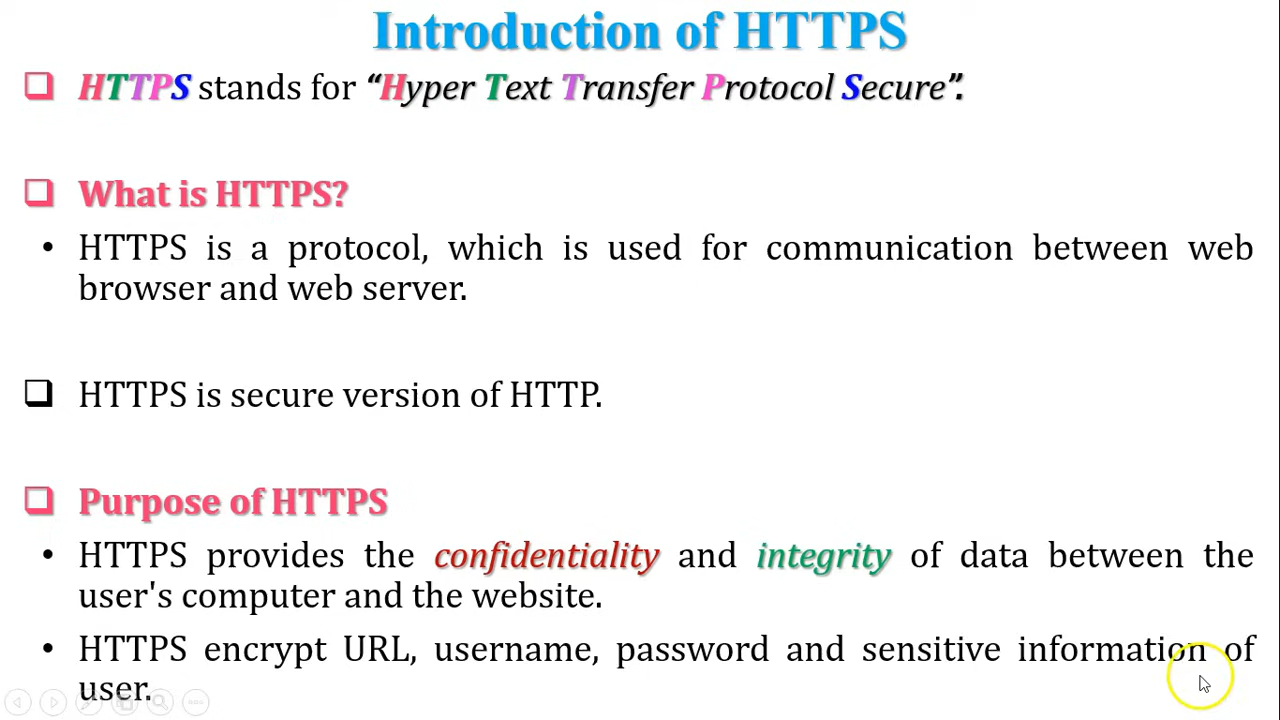 Introduction of HTTPS
HTTPS stands for “Hyper Text Transfer Protocol Secure”.
What is HTTPS?
• HTTPS is a protocol, which is used for communication between web
browser and web server.
HTTPS is secure version of HTTP.
Purpose of HTTPS
• HTTPS provides the confidentiality and integrity of data between the
user's computer and the website.
• HTTPS encrypt URL, username, password and sensitive information of
user.